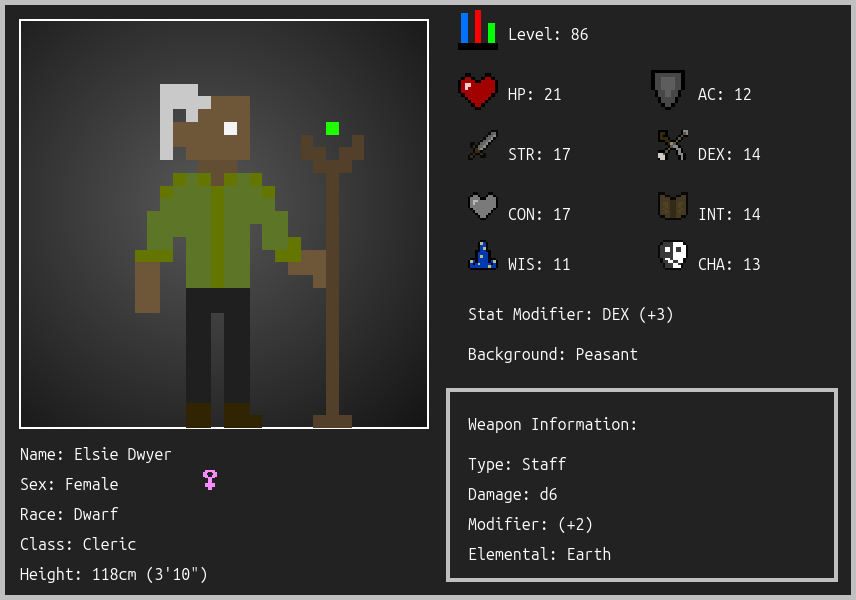 Level: 86
HP: 21
AC: 12
STR: 17
DEX: 14
CON: 17
INT: 14
WIS: 11
CHA: 13
Stat Modifier: DEX (+3)
Background: Peasant
Weapon Information:
Type: Staff
Damage: d6
Modifier: (+2)
Elemental: Earth
Name: Elsie Dwyer
Sex: Female
Race: Dwarf
Class: Cleric
Height: 118cm (3'10")